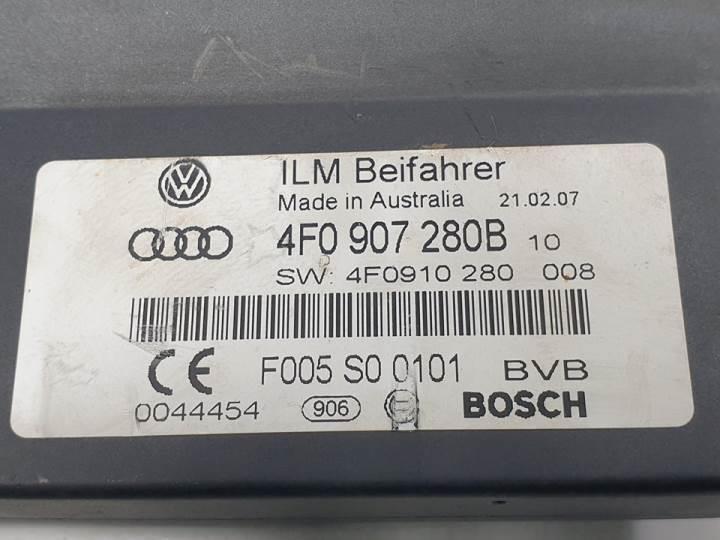 ILM Beifahrer
Made in Australia 21.02.07
4F0 907 280B 10
SW: 4F0910 280 008
F005 S0 0101 BVB
0044454 906 BOSCH